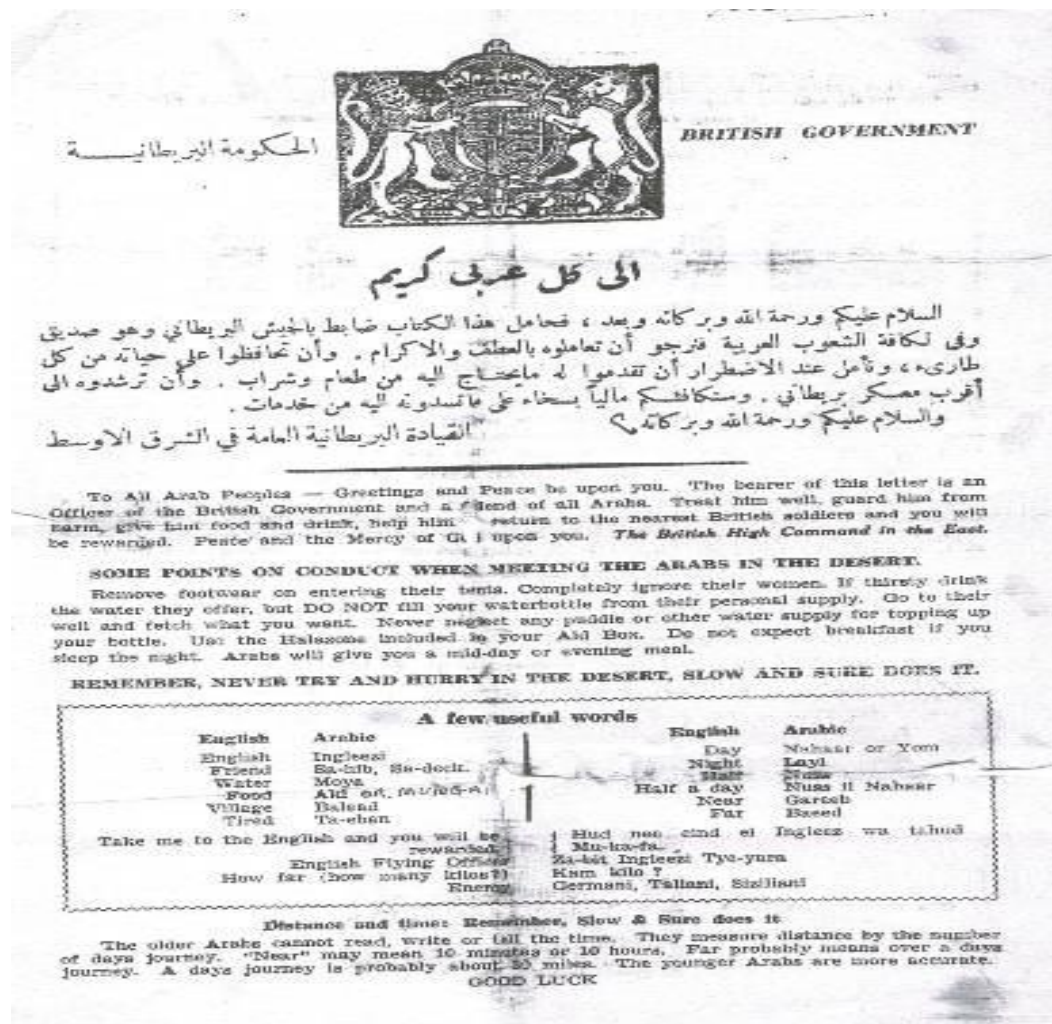 الحكومة البريطانيـــــة
BRITISH GOVERNMENT
الى كل عربى كريم
السلام عليكم ورحمة الله وبركاته وبعد ، فحامل هذا الكتاب ضابط بالجيش البريطاني وهو صديق
وفى لكافة الشعوب العربية فنرجو أن تعاملوه بالعطف والاكرام . وأن تحافظوا على حياته من كل
طارىء ، ونأمل عند الاضطرار أن تقدموا له مايحتاج اليه من طعام وشراب . وأن ترشدوه الى
أقرب معسكر بريطاني . وسنكافئكم مالياً بسخاء على ماتسدونه اليه من خدمات .
والسلام عليكم ورحمة الله وبركاته
القيادة البريطانية العامة في الشرق الاوسط
To All Arab Peoples — Greetings and Peace be upon you. The bearer of this letter is an
Officer of the British Government and a friend of all Arabs. Treat him well, guard him from
harm, give him food and drink, help him return to the nearest British soldiers and you will
be rewarded. Peace and the Mercy of upon you. The British High Command in the East.
SOME POINTS ON CONDUCT WHEN MEETING THE ARABS IN THE DESERT.
Remove footwear on entering their tents. Completely ignore their women. If thirsty drink
the water they offer, but DO NOT fill your waterbottle from their personal supply. Go to their
well and fetch what you want. Never neglect any puddle or other water supply for topping up
your bottle. Use the Halazone included in your Aid Box. Do not expect breakfast if you
sleep the night. Arabs will give you a mid-day or evening meal.
REMEMBER, NEVER TRY AND HURRY IN THE DESERT, SLOW AND SURE DOES IT.
A few useful words
English Arabic
English Ingleezi
Friend Sa-hib, Sa-deek.
Water Moya
Food Akl or
Village Balaad
Tired Ta-eban
English Arabic
Day Nahaar or Yom
Night Layl
Half Nuss
Half a day Nuss il Nahaar
Near Gareeb
Far Baeed
Take me to the English and you will be rewarded. Hud nee eind el Ingleez wa tahud Mu-ka-fa.
English Flying Officer Za-bit Ingleezi Tye-yara
How far (how many kilos?) Kam kilo ?
Enemy Germani, Taliani, Siziliani
Distance and time: Remember, Slow & Sure does it
The older Arabs cannot read, write or tell the time. They measure distance by the number
of days journey. "Near" may mean 10 minutes or 10 hours. Far probably means over a days
journey. A days journey is probably about 30 miles. The younger Arabs are more accurate.
GOOD LUCK